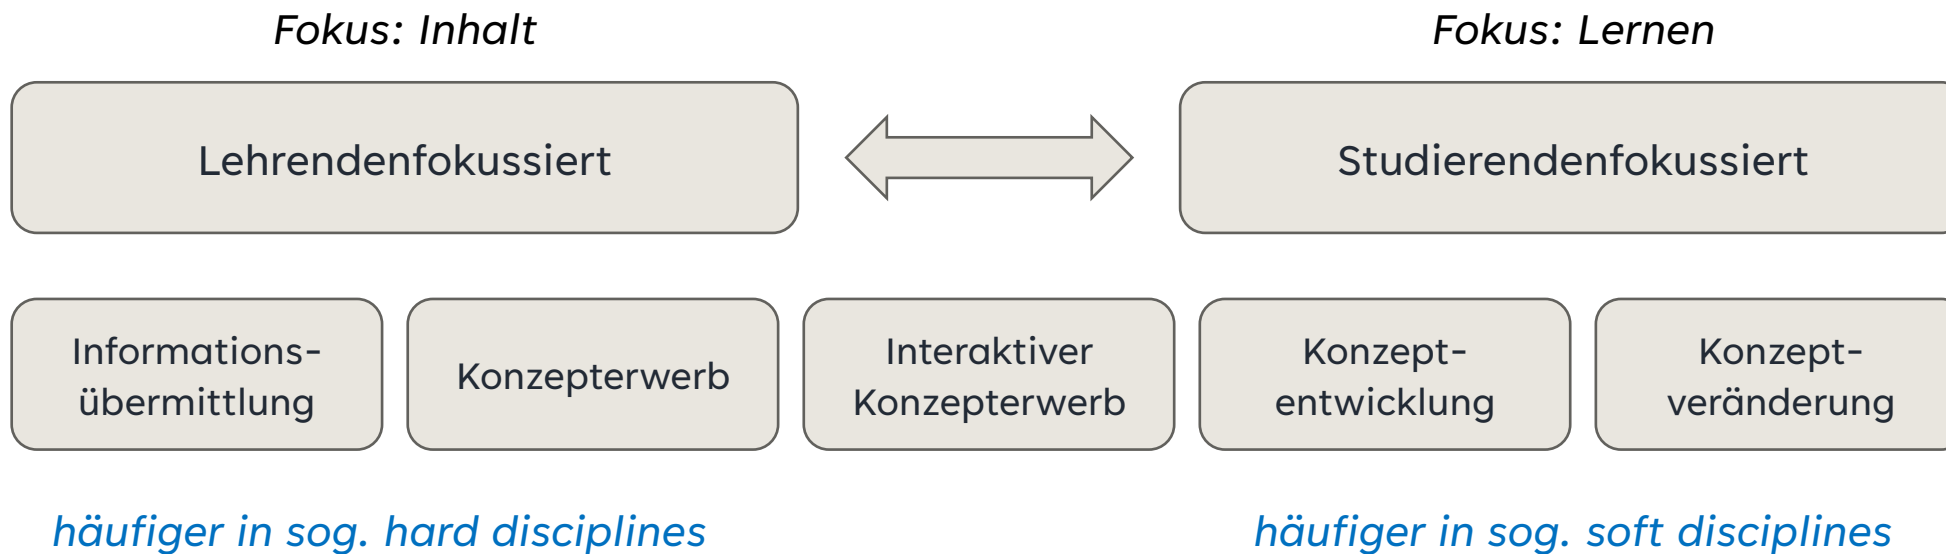 Fokus: Inhalt
Fokus: Lernen
Lehrendenfokussiert
Studierendenfokussiert
Informations-
übermittlung
Konzepterwerb
Interaktiver
Konzepterwerb
Konzept-
entwicklung
Konzept-
veränderung
häufiger in sog. hard disciplines
häufiger in sog. soft disciplines